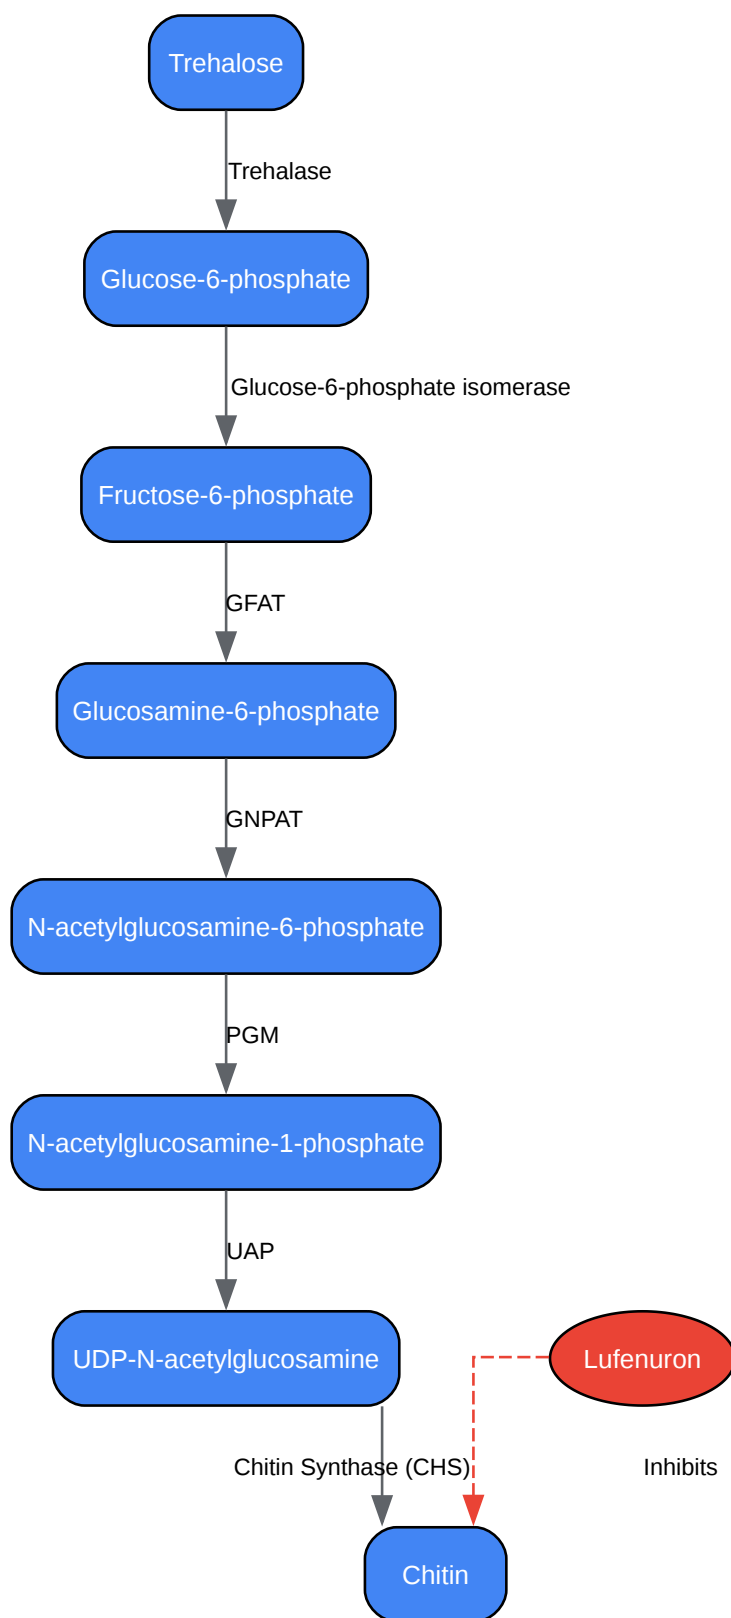 Trehalose
Trehalase
Glucose-6-phosphate
Glucose-6-phosphate isomerase
Fructose-6-phosphate
GFAT
Glucosamine-6-phosphate
GNPAT
N-acetylglucosamine-6-phosphate
PGM
N-acetylglucosamine-1-phosphate
UAP
UDP-N-acetylglucosamine
Lufenuron
Chitin Synthase (CHS)
Inhibits
Chitin